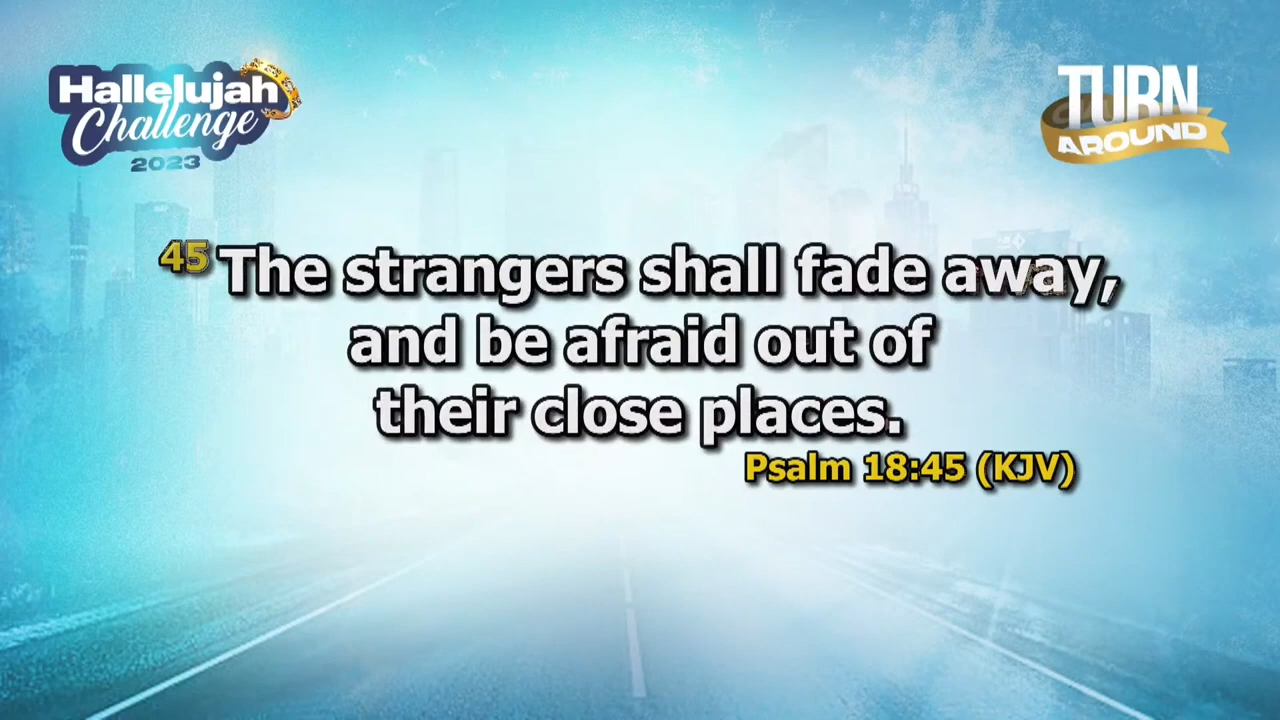 Hallelujah
Challenge
2023
TURN
AROUND
45 The strangers shall fade away,
and be afraid out of
their close places.
Psalm 18:45 (KJV)